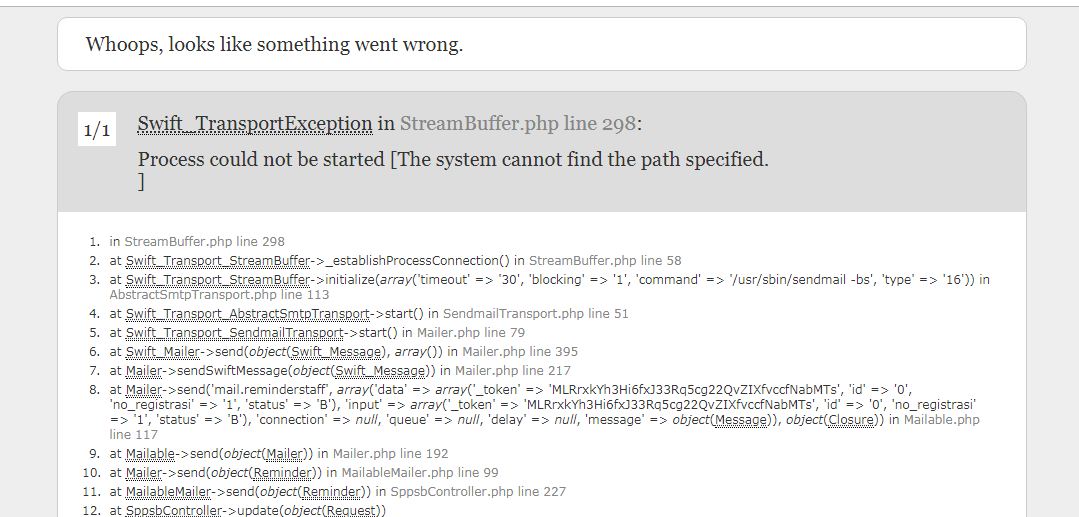 Whoops, looks like something went wrong.
1/1
Swift_TransportException in StreamBuffer.php line 298:
Process could not be started [The system cannot find the path specified.
]
1. in StreamBuffer.php line 298
2. at Swift_Transport_StreamBuffer->_establishProcessConnection() in StreamBuffer.php line 58
3. at Swift_Transport_StreamBuffer->initialize(array('timeout' => '30', 'blocking' => '1', 'command' => '/usr/sbin/sendmail -bs', 'type' => '16')) in
AbstractSmtpTransport.php line 113
4. at Swift_Transport_AbstractSmtpTransport->start() in SendmailTransport.php line 51
5. at Swift_Transport_SendmailTransport->start() in Mailer.php line 79
6. at Swift_Mailer->send(object(Swift_Message), array()) in Mailer.php line 395
7. at Mailer->sendSwiftMessage(object(Swift_Message)) in Mailer.php line 217
8. at Mailer->send('mail.reminderstaff', array('data' => array('_token' => 'MLRrxkYh3Hi6fxJ33Rq5cg22QvZIXfvccfNabMTs', 'id' => '0',
'no_registrasi' => '1', 'status' => 'B'), 'input' => array('_token' => 'MLRrxkYh3Hi6fxJ33Rq5cg22QvZIXfvccfNabMTs', 'id' => '0', 'no_registrasi'
=> '1', 'status' => 'B'), 'connection' => null, 'queue' => null, 'delay' => null, 'message' => object(Message)), object(Closure)) in Mailable.php
line 117
9. at Mailable->send(object(Mailer)) in Mailer.php line 192
10. at Mailer->send(object(Reminder)) in MailableMailer.php line 99
11. at MailableMailer->send(object(Reminder)) in SppsbController.php line 227
12. at SppsbController->update(object(Request))